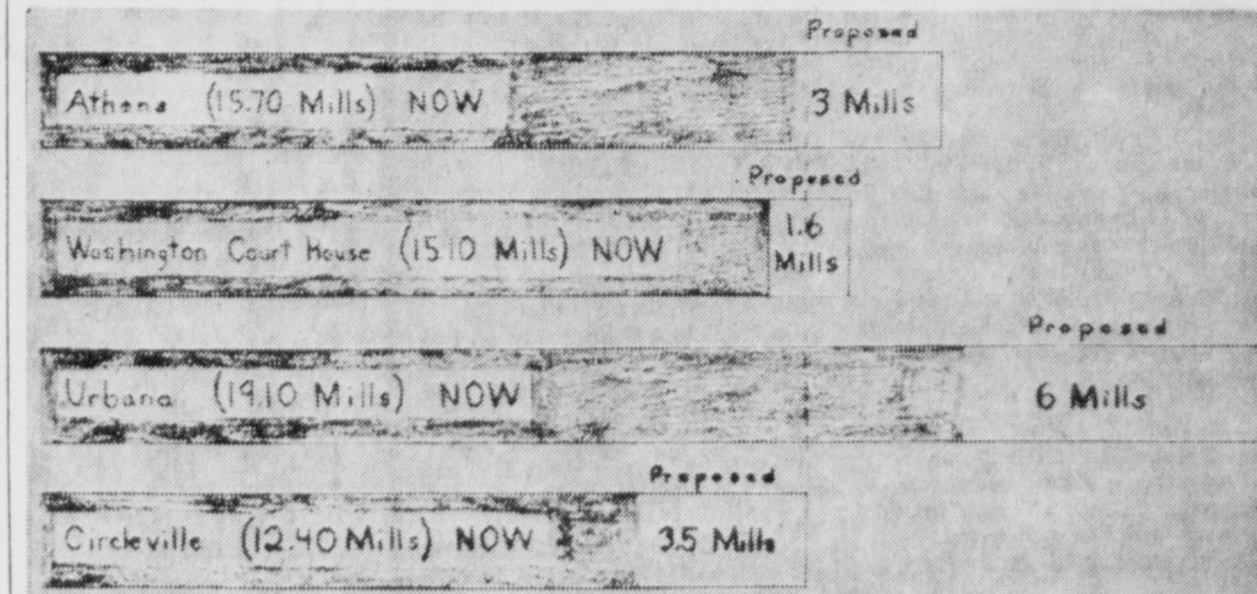 Proposed
Athens (15.70 Mills) NOW
3 Mills
Proposed
Washington Court House (15.10 Mills) NOW
1.6
Mills
Proposed
Urbana (19.10 Mills) NOW
6 Mills
Proposed
Circleville (12.40 Mills) NOW
3.5 Mills